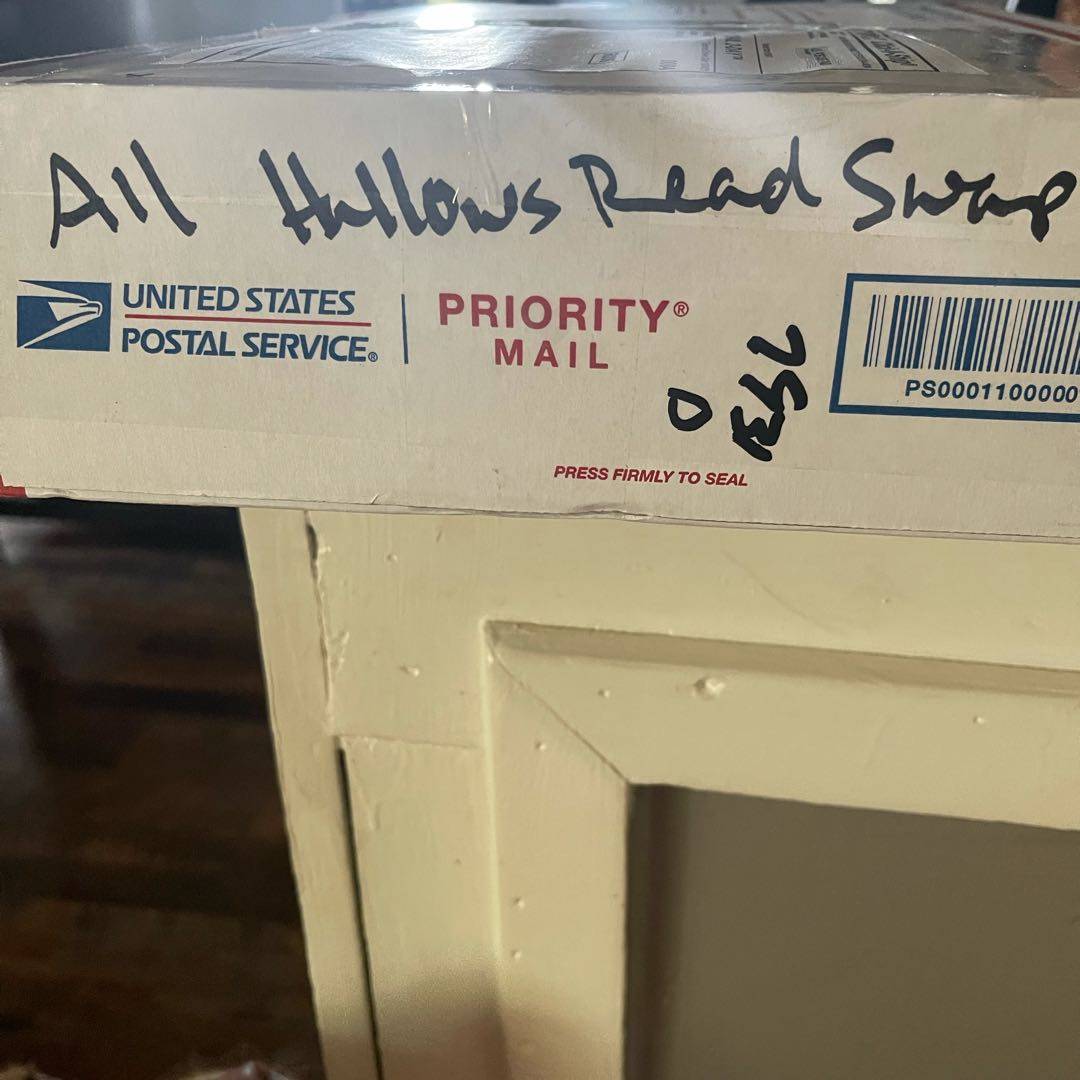 All Hallows Read Swap
UNITED STATES
POSTAL SERVICE®
PRIORITY®
MAIL
PS0001100000
PRESS FIRMLY TO SEAL